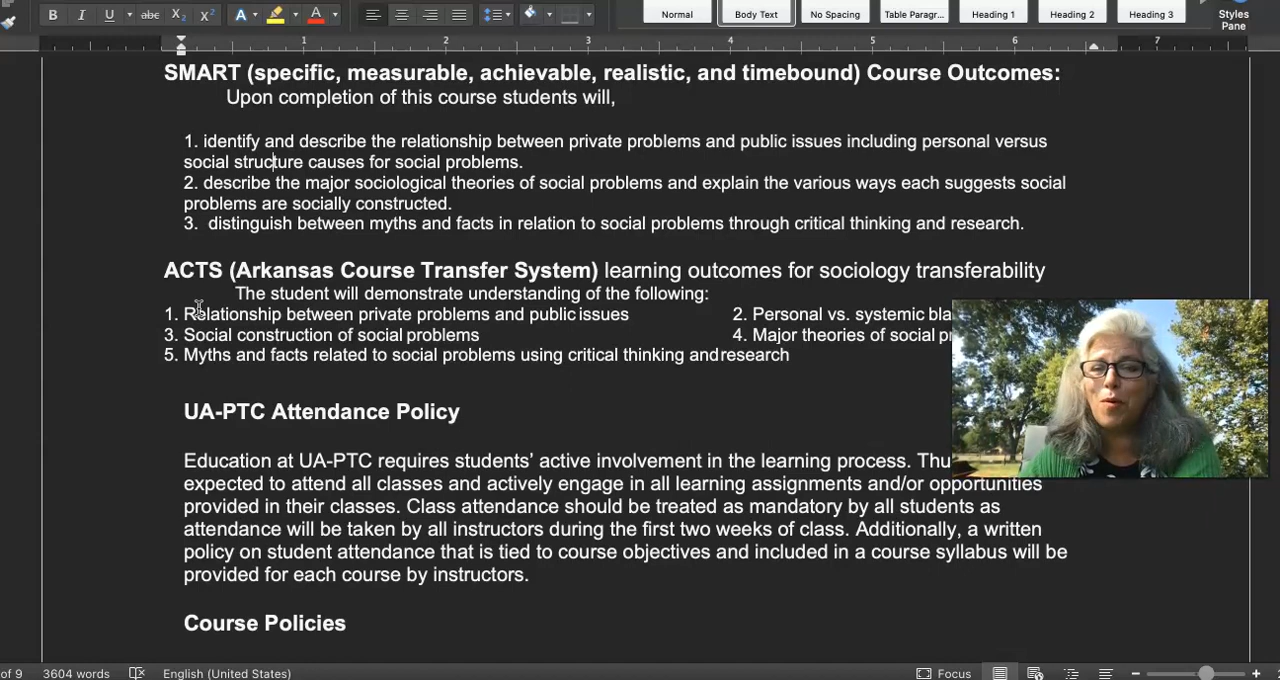 B I U abc X₂ X² A A Normal Body Text No Spacing Table Paragr... Heading 1 Heading 2 Heading 3 Styles Pane
1 2 3 4 5 6 7
SMART (specific, measurable, achievable, realistic, and timebound) Course Outcomes:
Upon completion of this course students will,
1. identify and describe the relationship between private problems and public issues including personal versus
social structure causes for social problems.
2. describe the major sociological theories of social problems and explain the various ways each suggests social
problems are socially constructed.
3. distinguish between myths and facts in relation to social problems through critical thinking and research.
ACTS (Arkansas Course Transfer System) learning outcomes for sociology transferability
The student will demonstrate understanding of the following:
1. Relationship between private problems and public issues 2. Personal vs. systemic bla
3. Social construction of social problems 4. Major theories of social
5. Myths and facts related to social problems using critical thinking andresearch
UA-PTC Attendance Policy
Education at UA-PTC requires students' active involvement in the learning process.
expected to attend all classes and actively engage in all learning assignments and/or opportunities
provided in their classes. Class attendance should be treated as mandatory by all students as
attendance will be taken by all instructors during the first two weeks of class. Additionally, a written
policy on student attendance that is tied to course objectives and included in a course syllabus will be
provided for each course by instructors.
Course Policies
of 9 3604 words English (United States) Focus